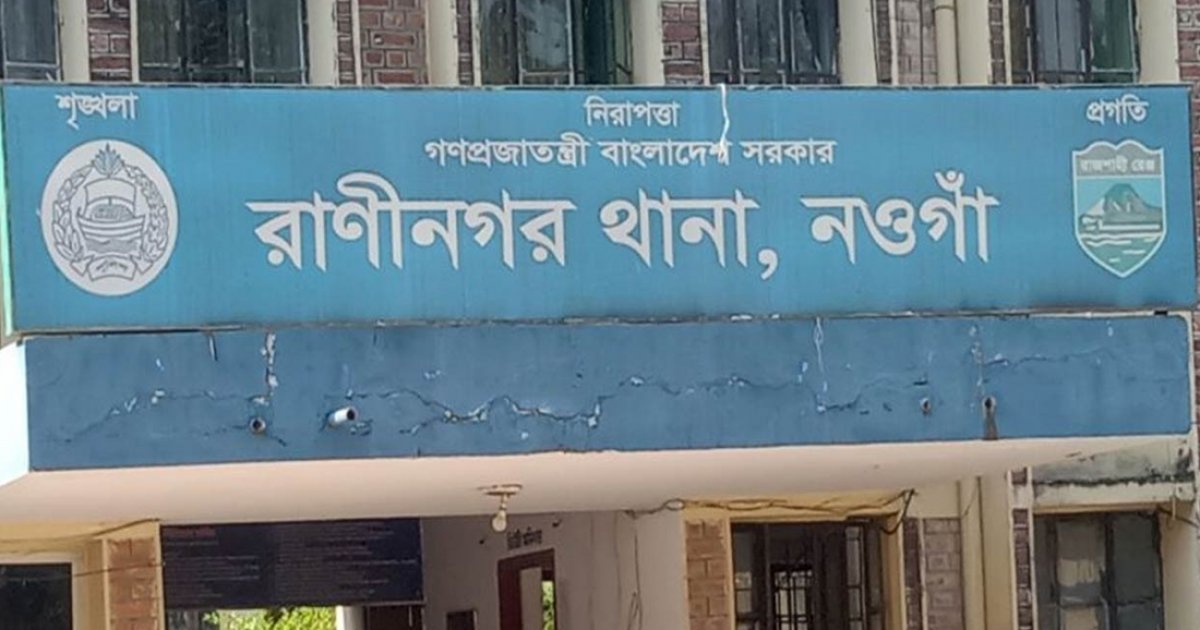 শৃঙ্খলা নিরাপত্তা প্রগতি
গণপ্রজাতন্ত্রী বাংলাদেশ সরকার
রাণীনগর থানা, নওগাঁ
রাজশাহী রেঞ্জ